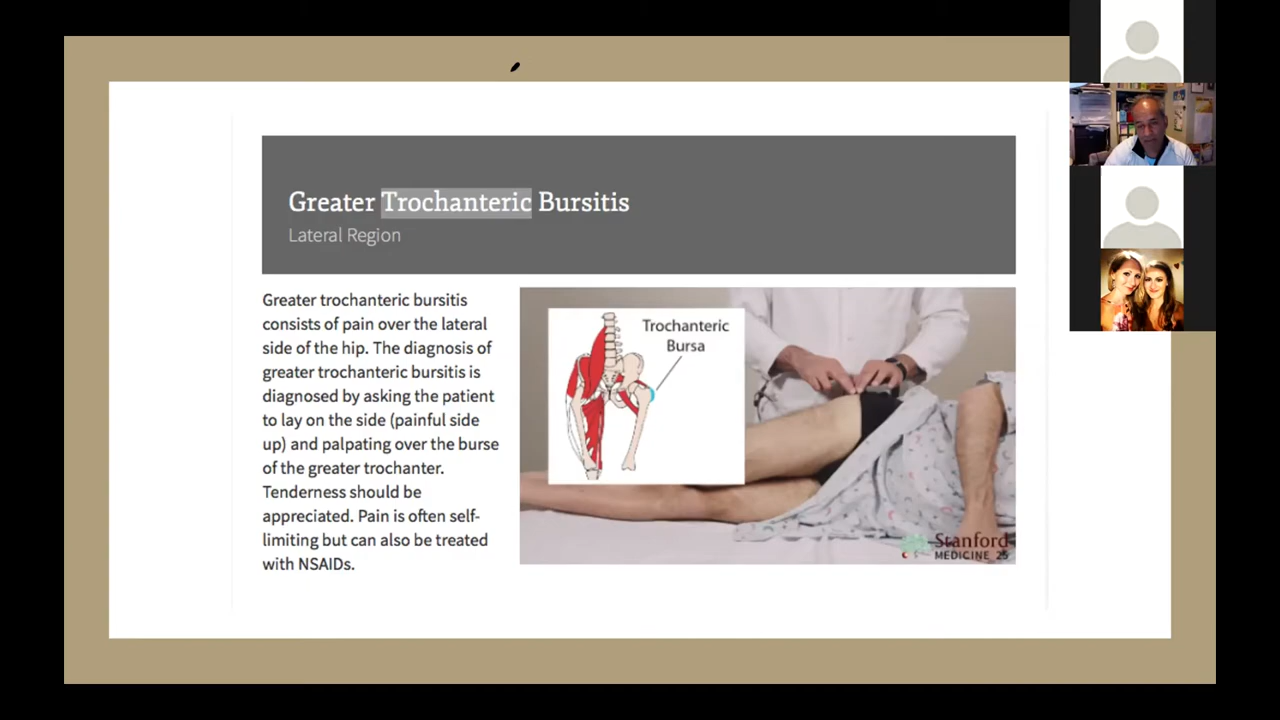 Greater Trochanteric Bursitis
Lateral Region
Greater trochanteric bursitis
consists of pain over the lateral
side of the hip. The diagnosis of
greater trochanteric bursitis is
diagnosed by asking the patient
to lay on the side (painful side
up) and palpating over the burse
of the greater trochanter.
Tenderness should be
appreciated. Pain is often self-
limiting but can also be treated
with NSAIDs.
Trochanteric
Bursa
Stanford
MEDICINE 25